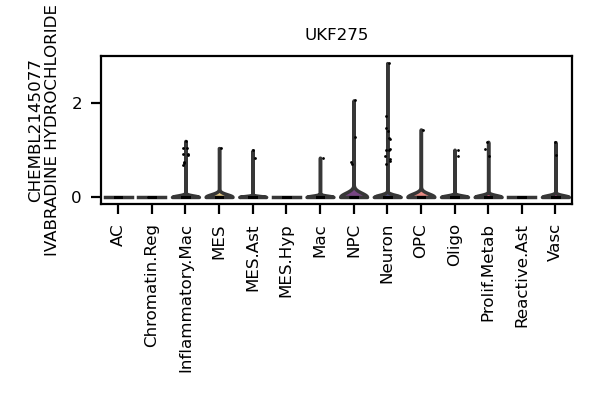 UKF275
CHEMBL2145077
IVABRADINE HYDROCHLORIDE
2
0
AC
Chromatin.Reg
Inflammatory.Mac
MES
MES.Ast
MES.Hyp
Mac
NPC
Neuron
OPC
Oligo
Prolif.Metab
Reactive.Ast
Vasc